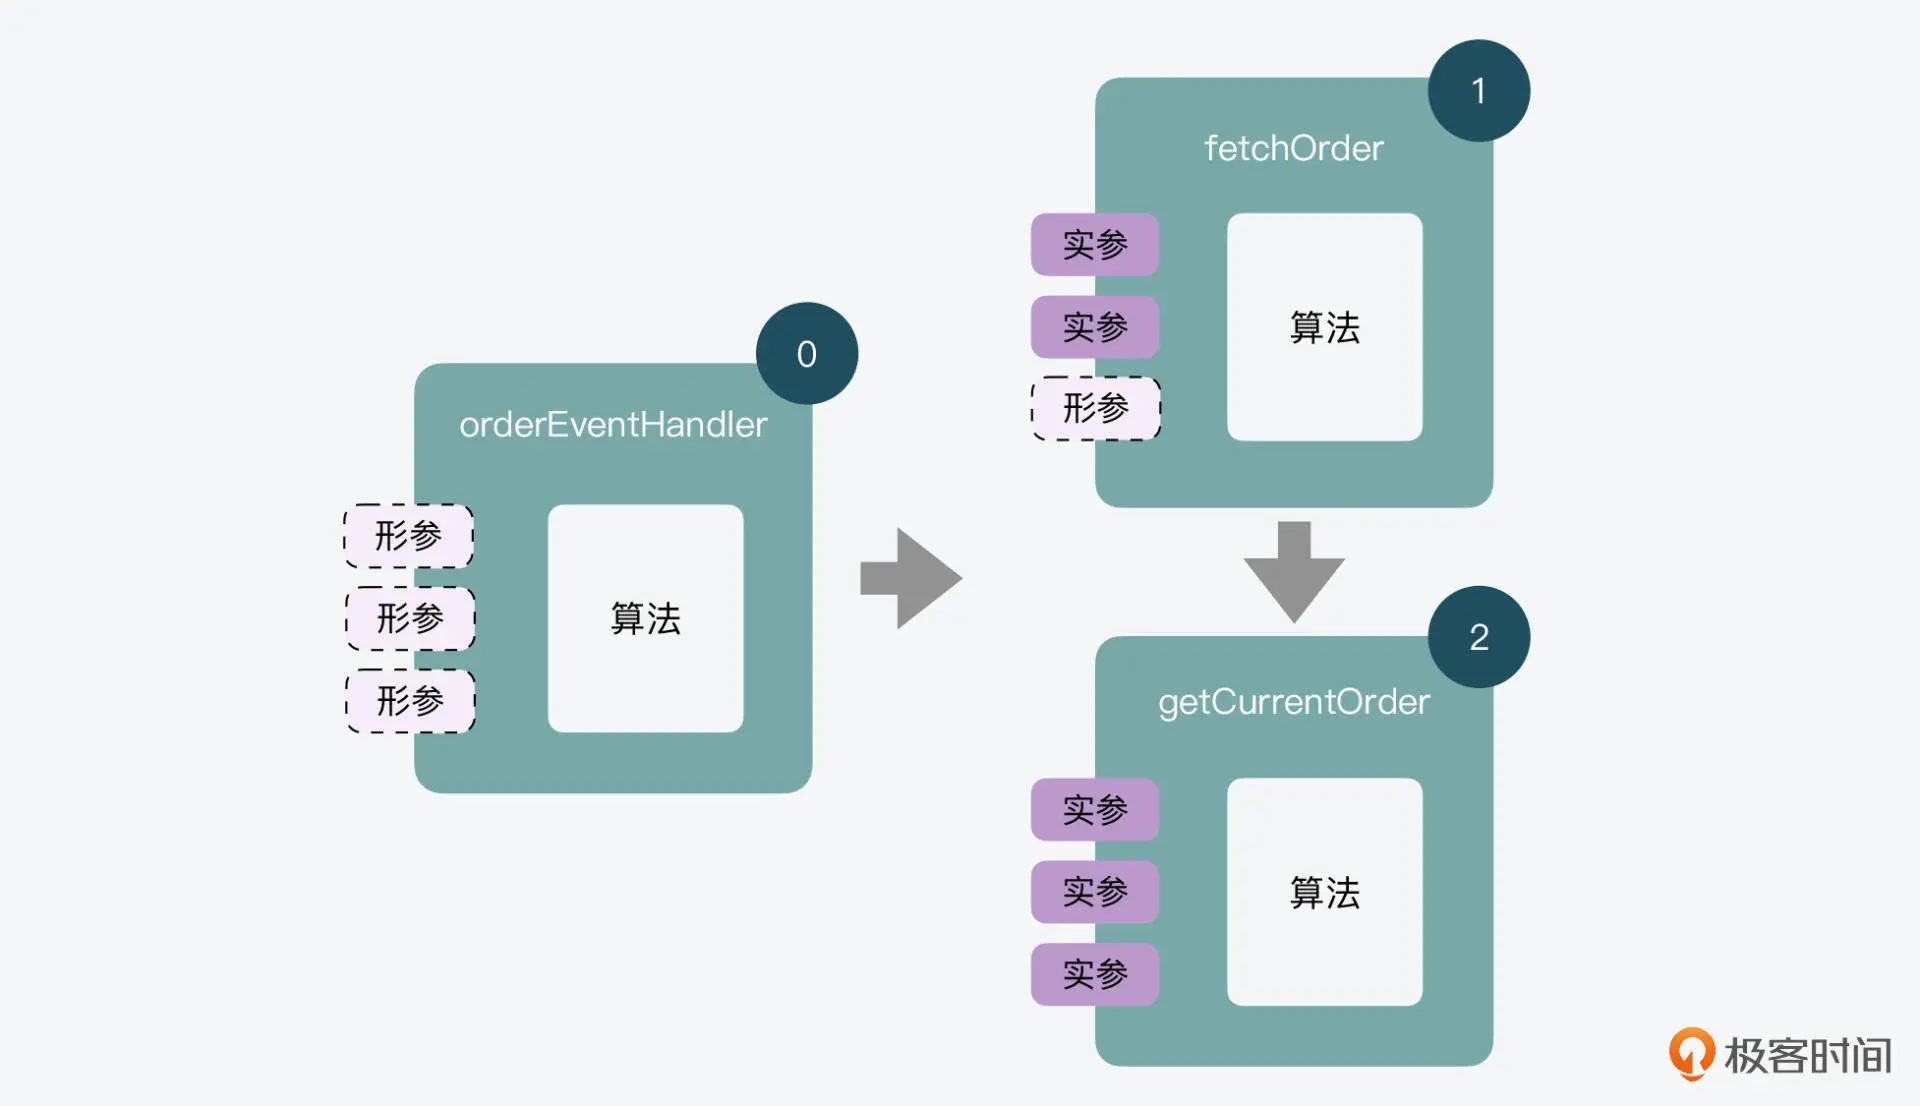 0
orderEventHandler
形参
形参
形参
算法
1
fetchOrder
实参
实参
形参
算法
2
getCurrentOrder
实参
实参
实参
算法
极客时间